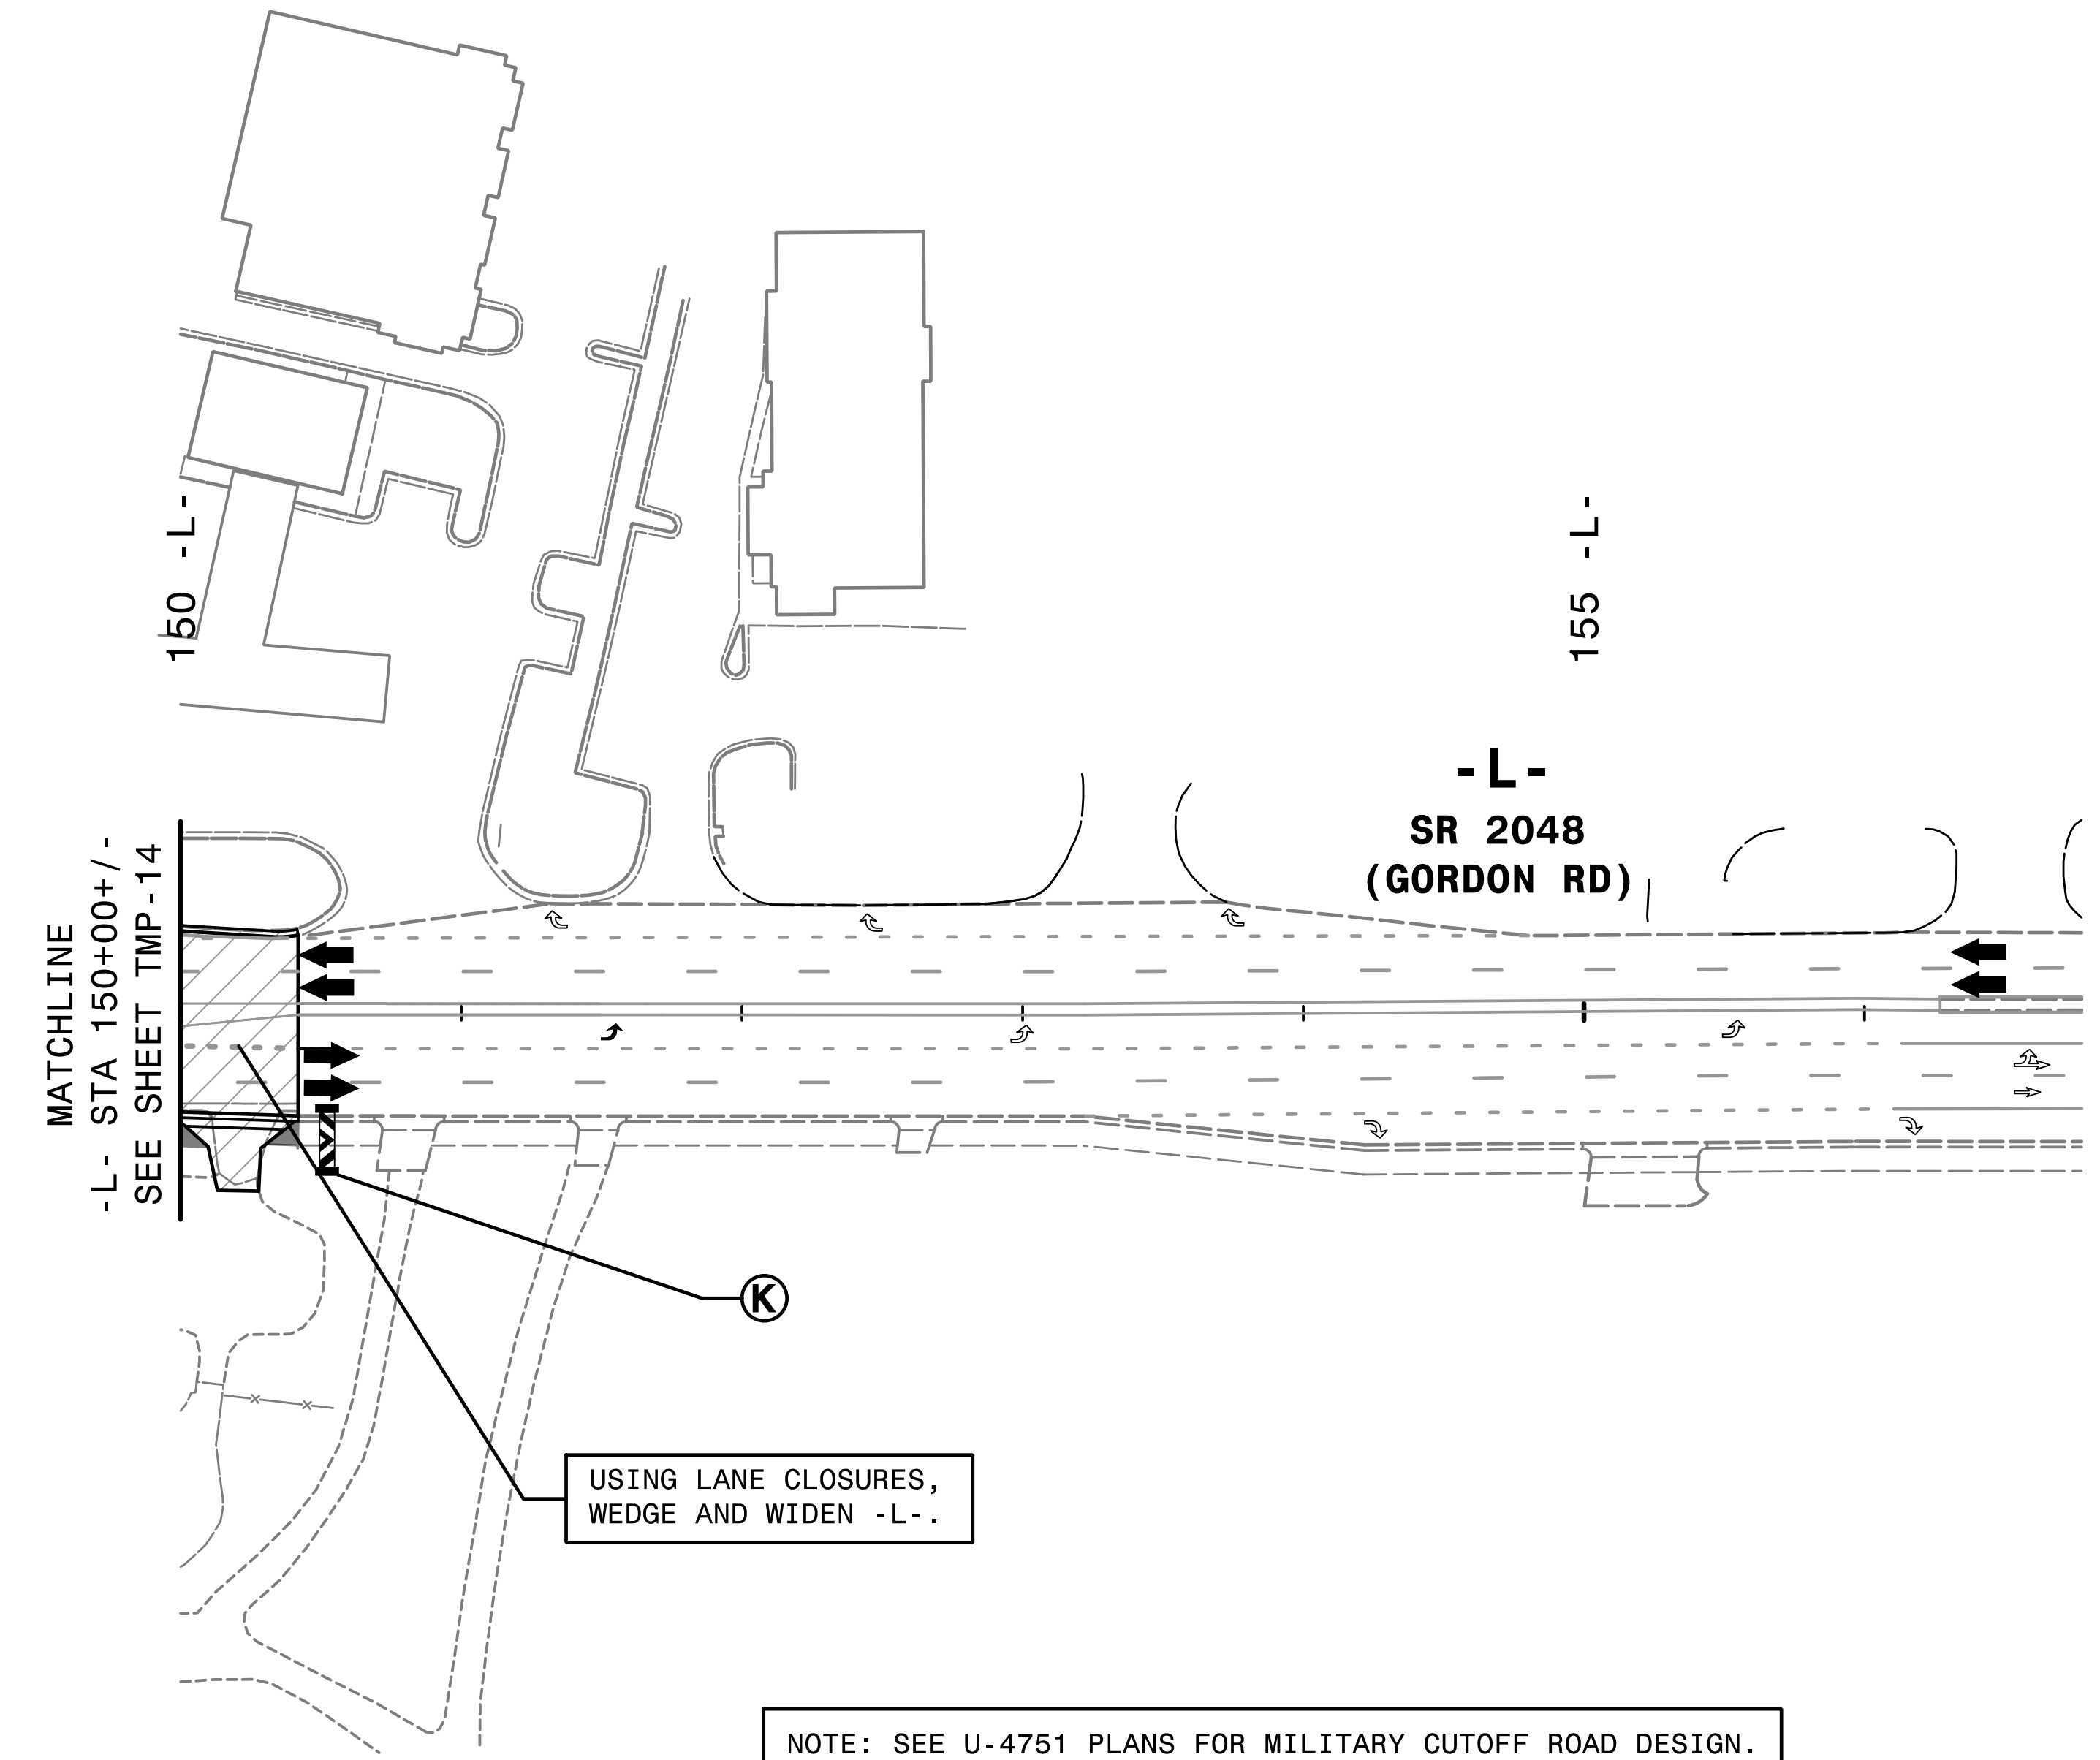 150 -L-
155 -L-
-L-
SR 2048
(GORDON RD)
MATCHLINE
-L- STA 150+00+/-
SEE SHEET TMP-14
K
USING LANE CLOSURES,
WEDGE AND WIDEN -L-.
NOTE: SEE U-4751 PLANS FOR MILITARY CUTOFF ROAD DESIGN.